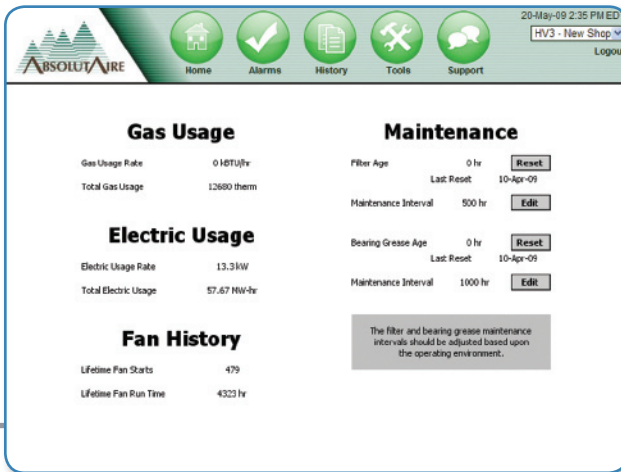 20-May-09 2:35 PM ED
HV3 - New Shop
Logou
ABSOLUTAIRE
Home
Alarms
History
Tools
Support
Gas Usage
Gas Usage Rate 0 kBTU/hr
Total Gas Usage 12680 therm
Electric Usage
Electric Usage Rate 13.3 kW
Total Electric Usage 57.67 MW-hr
Fan History
Lifetime Fan Starts 479
Lifetime Fan Run Time 4323 hr
Maintenance
Filter Age 0 hr Reset
Last Reset 10-Apr-09
Maintenance Interval 500 hr Edit
Bearing Grease Age 0 hr Reset
Last Reset 10-Apr-09
Maintenance Interval 1000 hr Edit
The filter and bearing grease maintenance
intervals should be adjusted based upon
the operating environment.